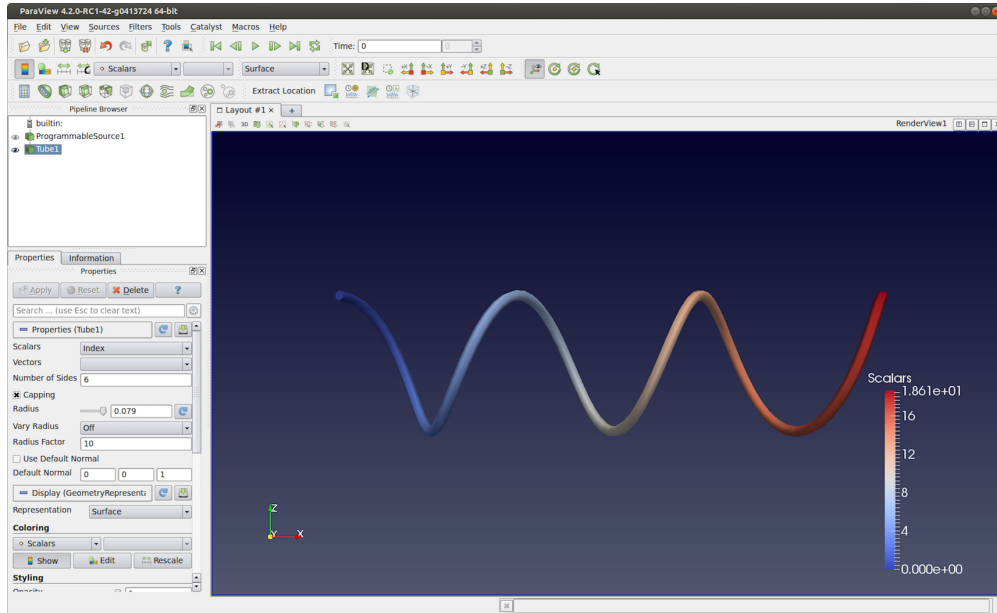 ParaView 4.2.0-RC1-42-g0413724 64-bit
File Edit View Sources Filters Tools Catalyst Macros Help
Time: 0 0
Scalars Surface
+X -X +Y -Y +Z -Z
Extract Location
Pipeline Browser
Layout #1 × +
builtin:
3D
RenderView1
ProgrammableSource1
Tube1
Properties Information
Properties
Apply Reset Delete ?
Search ... (use Esc to clear text)
Properties (Tube1)
Scalars Index
Vectors
Number of Sides 6
Capping
Radius 0.079
Vary Radius Off
Radius Factor 10
Use Default Normal
Default Normal 0 0 1
Display (GeometryRepresenta
Representation Surface
Coloring
Scalars
Show Edit Rescale
Styling
Opacity
Scalars
1.861e+01
16
12
8
4
0.000e+00
Z
Y X